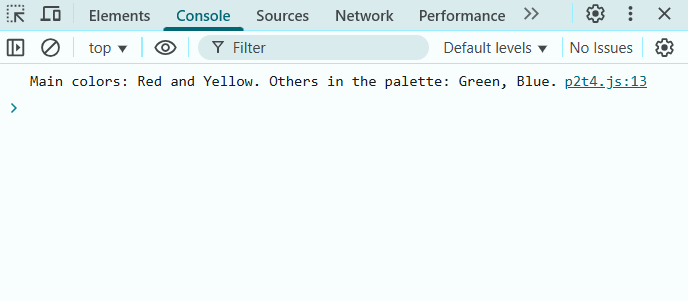 Elements Console Sources Network Performance
top Filter Default levels No Issues
Main colors: Red and Yellow. Others in the palette: Green, Blue. p2t4.js:13